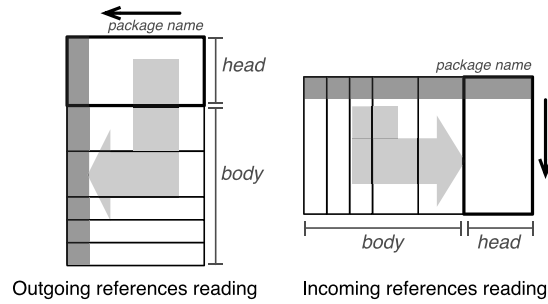 package name
head
body
Outgoing references reading
package name
body
head
Incoming references reading